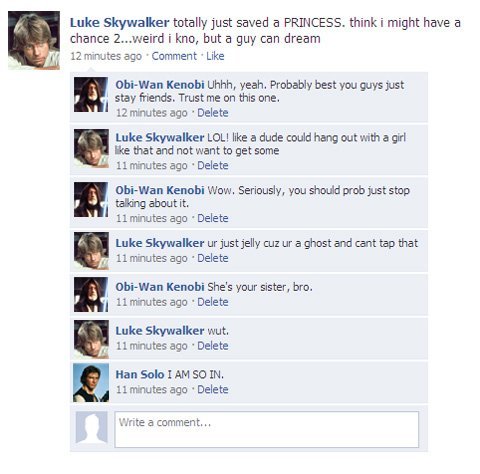 Luke Skywalker totally just saved a PRINCESS. think i might have a
chance 2...weird i kno, but a guy can dream
12 minutes ago · Comment · Like
Obi-Wan Kenobi Uhhh, yeah. Probably best you guys just
stay friends. Trust me on this one.
12 minutes ago · Delete
Luke Skywalker LOL! like a dude could hang out with a girl
like that and not want to get some
11 minutes ago · Delete
Obi-Wan Kenobi Wow. Seriously, you should prob just stop
talking about it.
11 minutes ago · Delete
Luke Skywalker ur just jelly cuz ur a ghost and cant tap that
11 minutes ago · Delete
Obi-Wan Kenobi She's your sister, bro.
11 minutes ago · Delete
Luke Skywalker wut.
11 minutes ago · Delete
Han Solo I AM SO IN.
11 minutes ago · Delete
Write a comment...